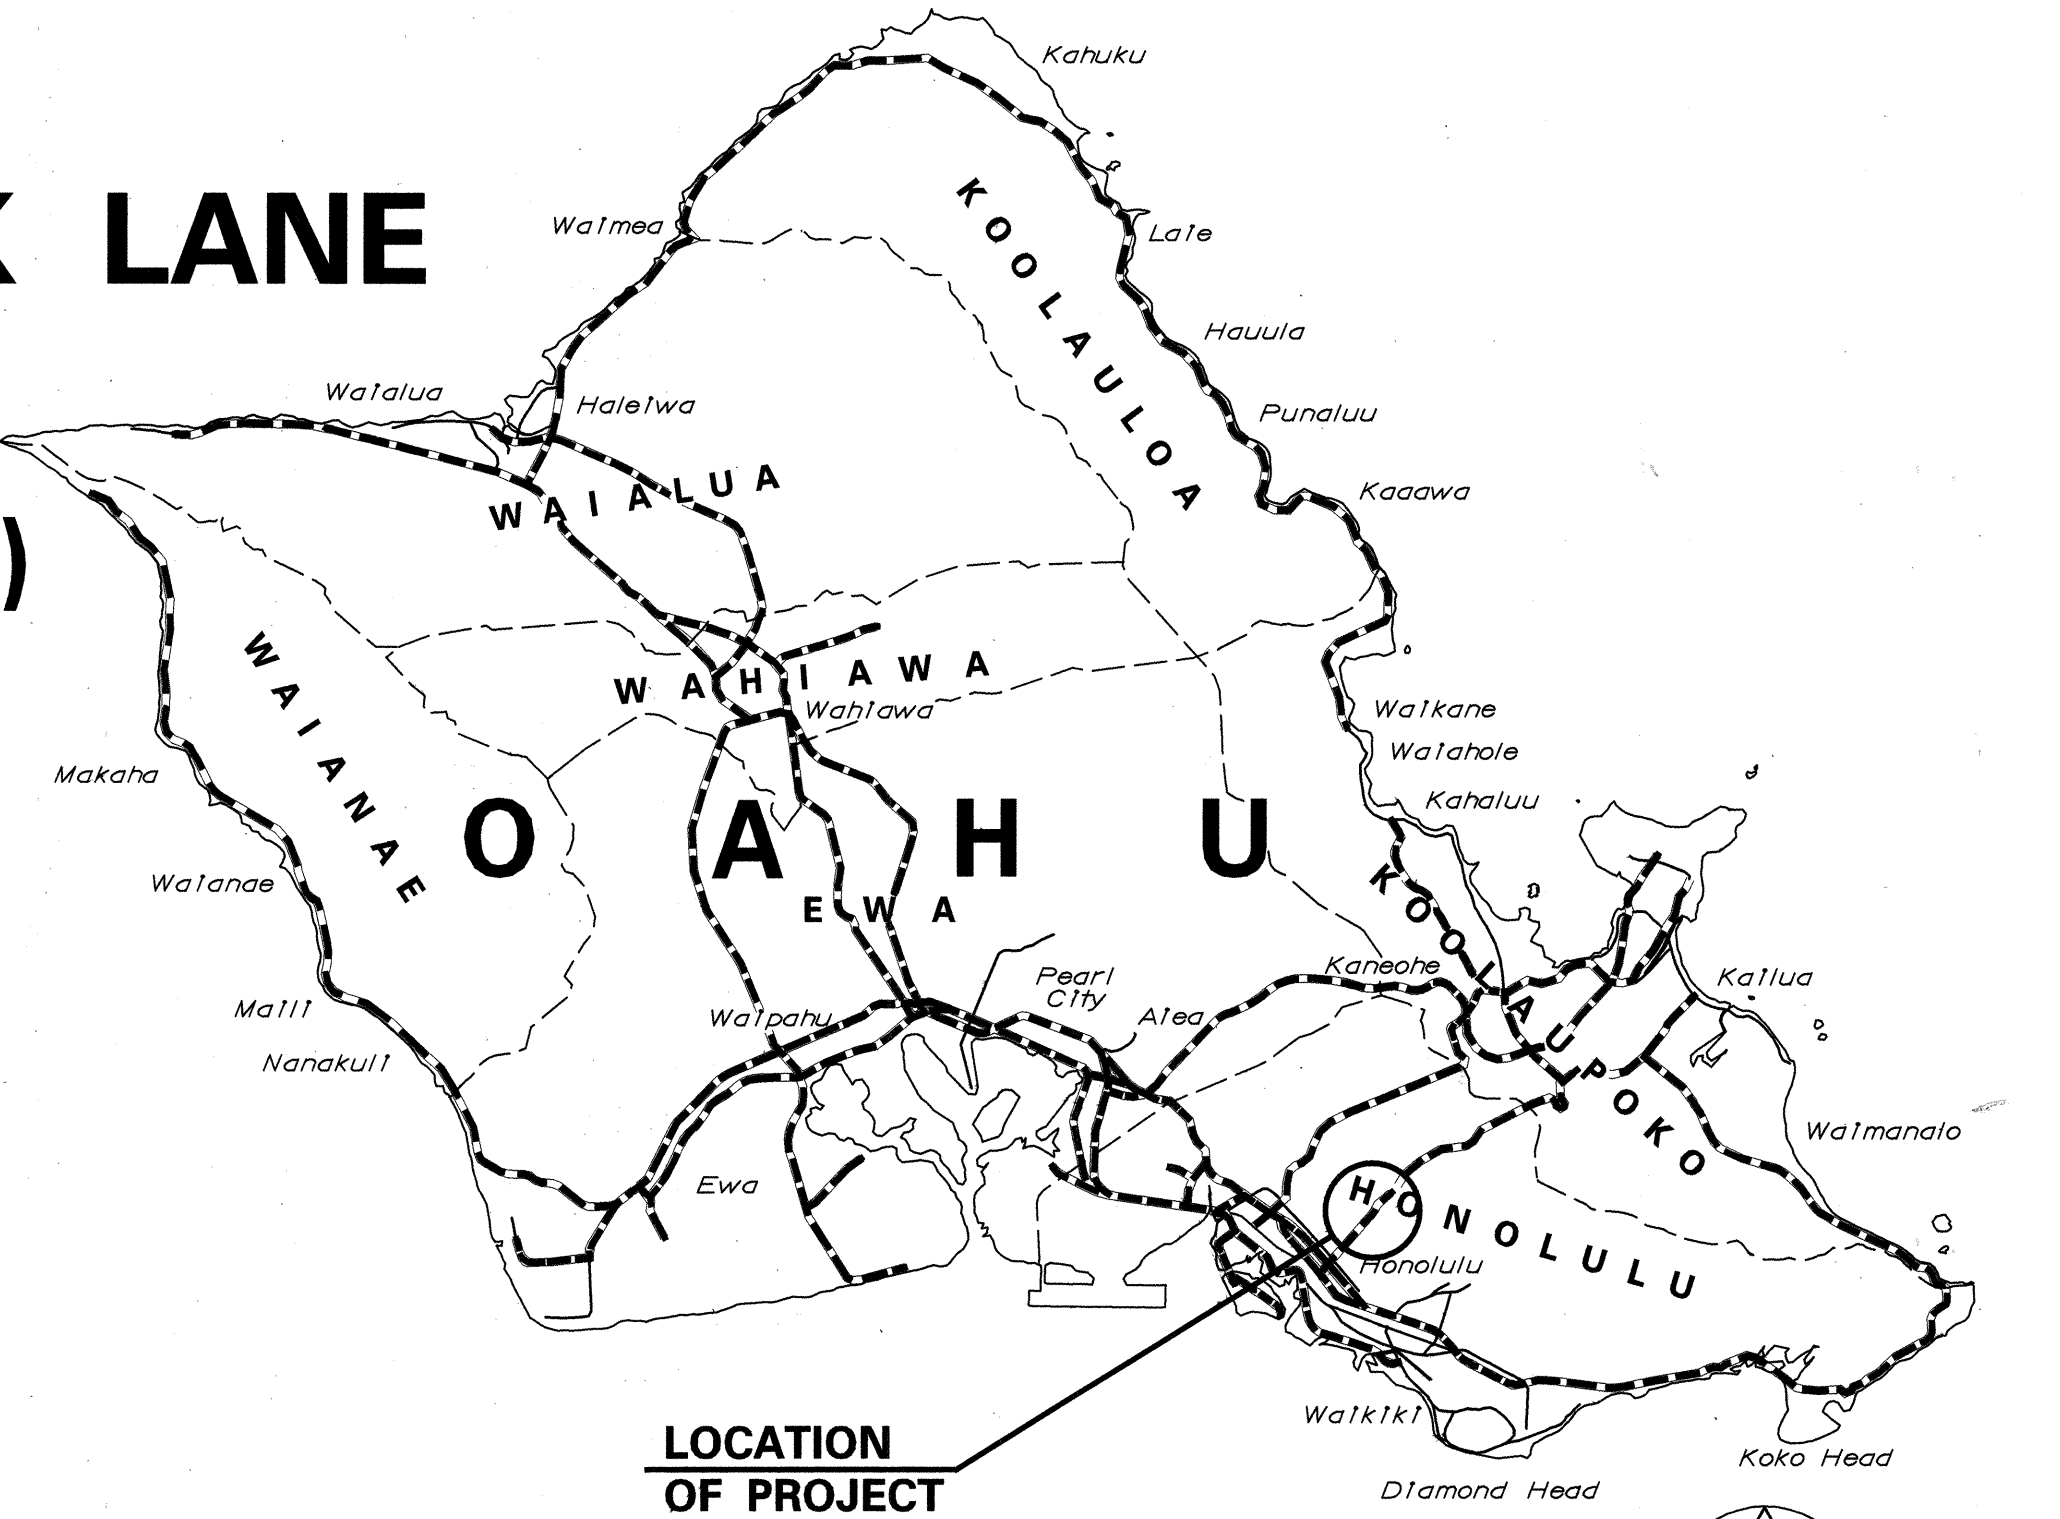 Kahuku
LANE
Waimea
KOOLAULOA
Laie
Hauula
Waialua
Haleiwa
Punaluu
WAIALUA
Kaaawa
)
WAIANAE
WAHIAWA
Wahiawa
Waikane
Waiahole
Makaha
Kahaluu
OAHU
Waianae
EWA
KOOLAUPOKO
Kaneohe
Pearl
City
Kailua
Maili
Waipahu
Aiea
Nanakuli
Waimanalo
Ewa
HONOLULU
Honolulu
Waikiki
LOCATION
OF PROJECT
Koko Head
Diamond Head